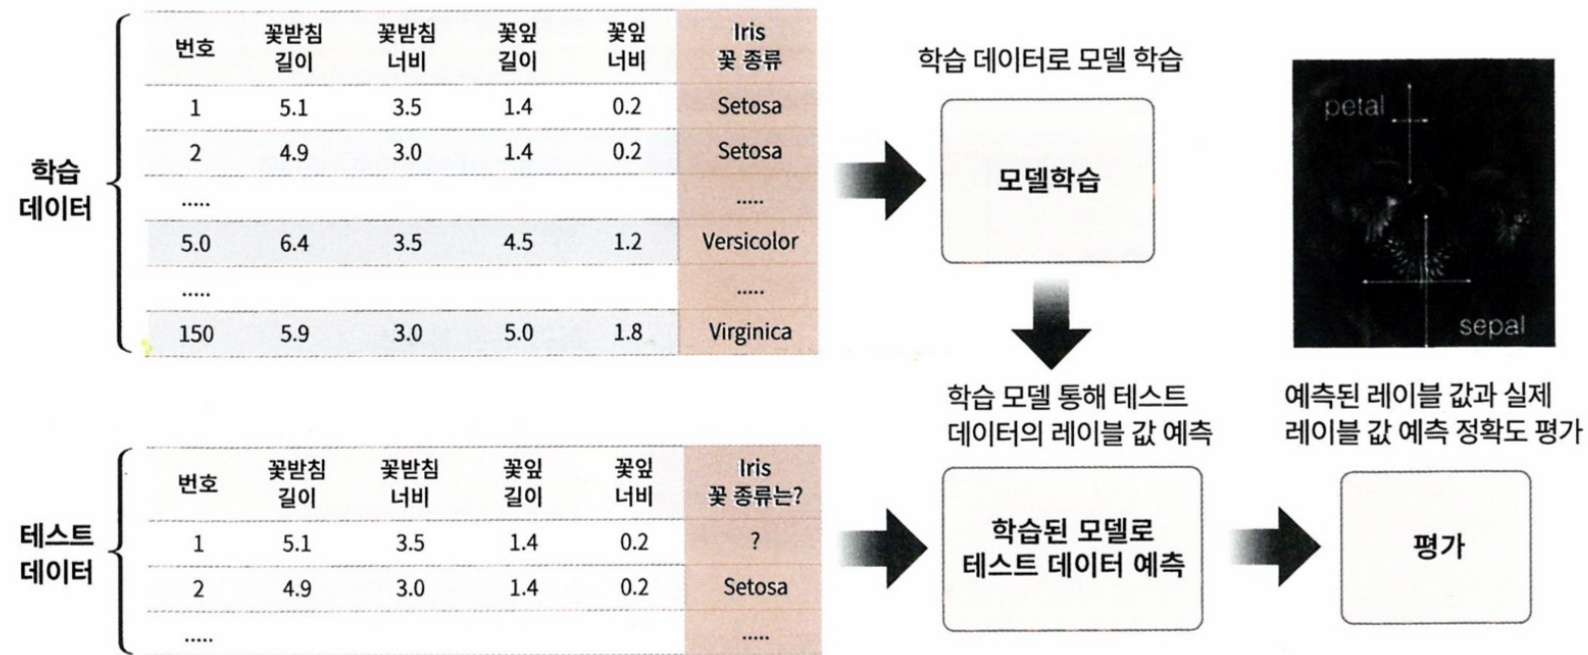 학습
데이터
번호 꽃받침 길이 꽃받침 너비 꽃잎 길이 꽃잎 너비 Iris 꽃 종류
1 5.1 3.5 1.4 0.2 Setosa
2 4.9 3.0 1.4 0.2 Setosa
..... .....
5.0 6.4 3.5 4.5 1.2 Versicolor
..... .....
150 5.9 3.0 5.0 1.8 Virginica
학습 데이터로 모델 학습
모델학습
petal
sepal
테스트
데이터
번호 꽃받침 길이 꽃받침 너비 꽃잎 길이 꽃잎 너비 Iris 꽃 종류는?
1 5.1 3.5 1.4 0.2 ?
2 4.9 3.0 1.4 0.2 Setosa
..... .....
학습 모델 통해 테스트
데이터의 레이블 값 예측
학습된 모델로
테스트 데이터 예측
예측된 레이블 값과 실제
레이블 값 예측 정확도 평가
평가